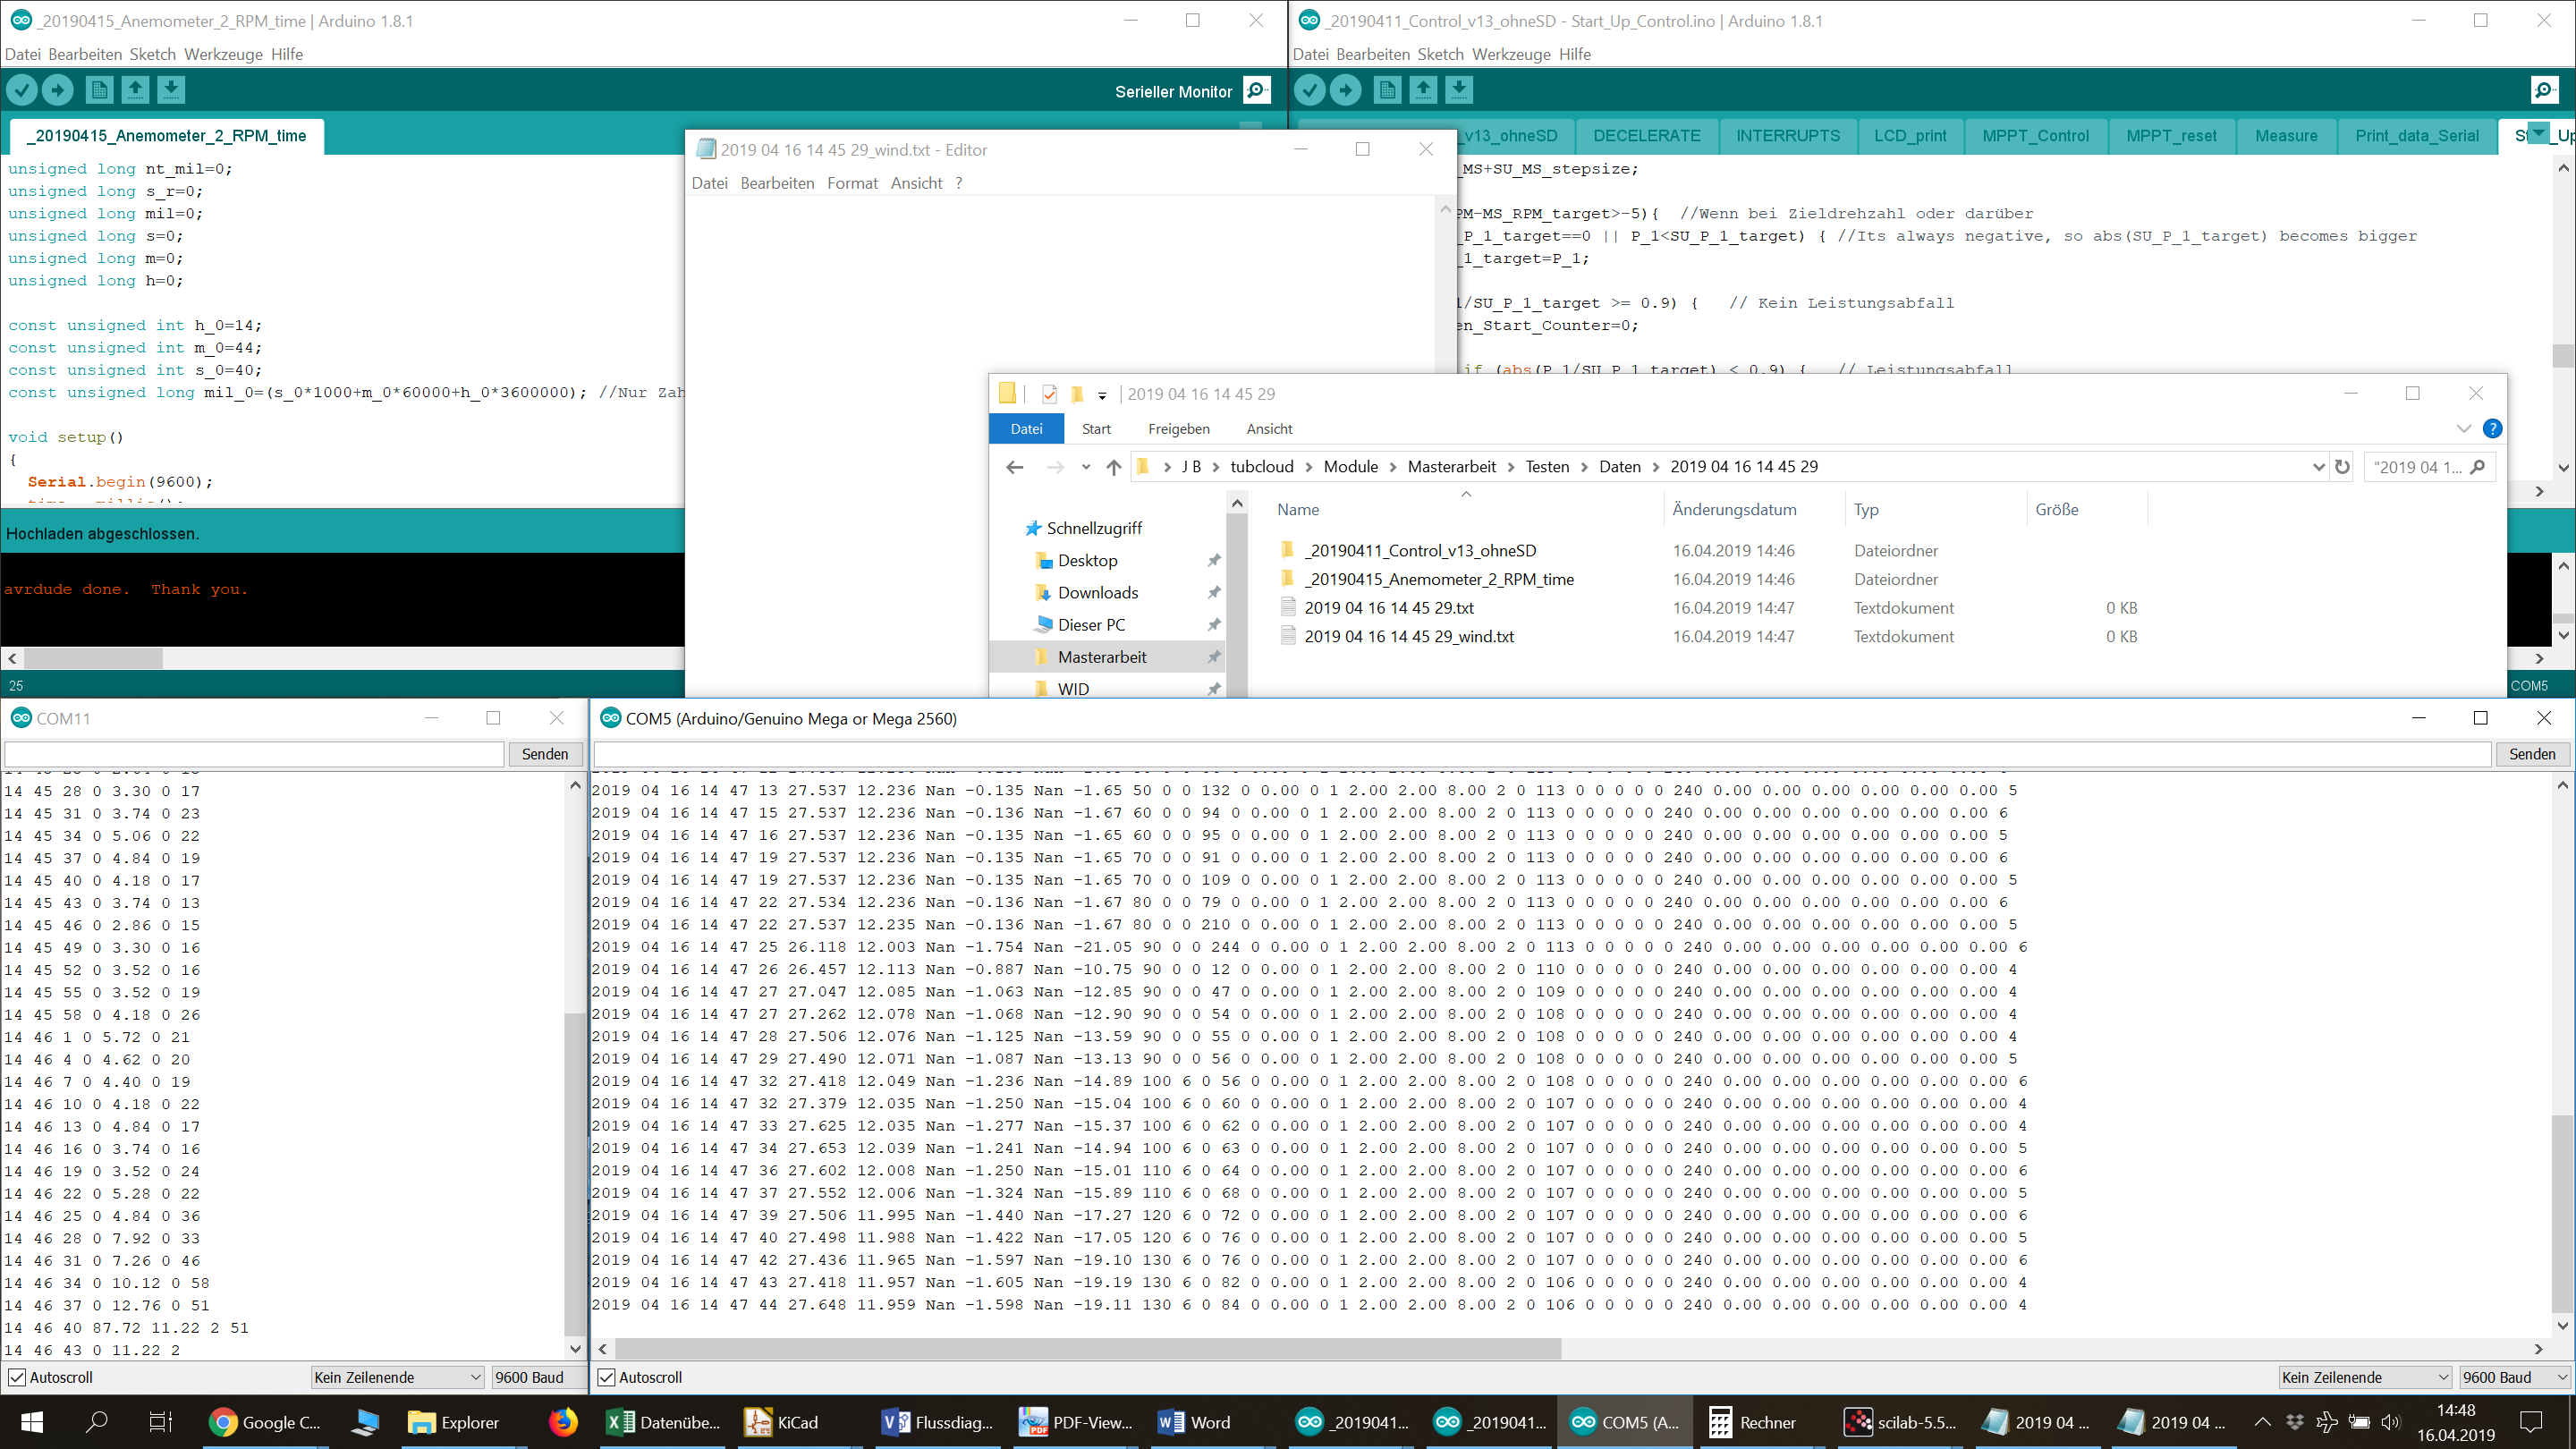 _20190415_Anemometer_2_RPM_time | Arduino 1.8.1
Datei Bearbeiten Sketch Werkzeuge Hilfe
Serieller Monitor
_20190415_Anemometer_2_RPM_time
unsigned long nt_mil=0;
unsigned long s_r=0;
unsigned long mil=0;
unsigned long s=0;
unsigned long m=0;
unsigned long h=0;
const unsigned int h_0=14;
const unsigned int m_0=44;
const unsigned int s_0=40;
const unsigned long mil_0=(s_0*1000+m_0*60000+h_0*3600000); //Nur Zah
void setup()
{
Serial.begin(9600);
Hochladen abgeschlossen.
avrdude done.  Thank you.
25
_20190411_Control_v13_ohneSD - Start_Up_Control.ino | Arduino 1.8.1
Datei Bearbeiten Sketch Werkzeuge Hilfe
_v13_ohneSD DECELERATE INTERRUPTS LCD_print MPPT_Control MPPT_reset Measure Print_data_Serial
_MS+SU_MS_stepsize;
PM-MS_RPM_target>-5){  //Wenn bei Zieldrehzahl oder darüber
_P_1_target==0 || P_1<SU_P_1_target) { //Its always negative, so abs(SU_P_1_target) becomes bigger
_1_target=P_1;
1/SU_P_1_target >= 0.9) {   // Kein Leistungsabfall
en_Start_Counter=0;
if (abs(P_1/SU_P_1_target) < 0.9) {   // Leistungsabfall
COM5
2019 04 16 14 45 29_wind.txt - Editor
Datei Bearbeiten Format Ansicht ?
2019 04 16 14 45 29
Datei Start Freigeben Ansicht
J B > tubcloud > Module > Masterarbeit > Testen > Daten > 2019 04 16 14 45 29
"2019 04 1...
Schnellzugriff
Desktop
Downloads
Dieser PC
Masterarbeit
WID
Name Änderungsdatum Typ Größe
_20190411_Control_v13_ohneSD 16.04.2019 14:46 Dateiordner
_20190415_Anemometer_2_RPM_time 16.04.2019 14:46 Dateiordner
2019 04 16 14 45 29.txt 16.04.2019 14:47 Textdokument 0 KB
2019 04 16 14 45 29_wind.txt 16.04.2019 14:47 Textdokument 0 KB
COM11
Senden
14 45 28 0 3.30 0 17
14 45 31 0 3.74 0 23
14 45 34 0 5.06 0 22
14 45 37 0 4.84 0 19
14 45 40 0 4.18 0 17
14 45 43 0 3.74 0 13
14 45 46 0 2.86 0 15
14 45 49 0 3.30 0 16
14 45 52 0 3.52 0 16
14 45 55 0 3.52 0 19
14 45 58 0 4.18 0 26
14 46 1 0 5.72 0 21
14 46 4 0 4.62 0 20
14 46 7 0 4.40 0 19
14 46 10 0 4.18 0 22
14 46 13 0 4.84 0 17
14 46 16 0 3.74 0 16
14 46 19 0 3.52 0 24
14 46 22 0 5.28 0 22
14 46 25 0 4.84 0 36
14 46 28 0 7.92 0 33
14 46 31 0 7.26 0 46
14 46 34 0 10.12 0 58
14 46 37 0 12.76 0 51
14 46 40 87.72 11.22 2 51
14 46 43 0 11.22 2
Autoscroll Kein Zeilenende 9600 Baud
COM5 (Arduino/Genuino Mega or Mega 2560)
Senden
2019 04 16 14 47 13 27.537 12.236 Nan -0.135 Nan -1.65 50 0 0 132 0 0.00 0 1 2.00 2.00 8.00 2 0 113 0 0 0 0 0 240 0.00 0.00 0.00 0.00 0.00 5
2019 04 16 14 47 15 27.537 12.236 Nan -0.136 Nan -1.67 60 0 0 94 0 0.00 0 1 2.00 2.00 8.00 2 0 113 0 0 0 0 0 240 0.00 0.00 0.00 0.00 0.00 6
2019 04 16 14 47 16 27.537 12.236 Nan -0.135 Nan -1.65 60 0 0 95 0 0.00 0 1 2.00 2.00 8.00 2 0 113 0 0 0 0 0 240 0.00 0.00 0.00 0.00 0.00 5
2019 04 16 14 47 19 27.537 12.236 Nan -0.135 Nan -1.65 70 0 0 91 0 0.00 0 1 2.00 2.00 8.00 2 0 113 0 0 0 0 0 240 0.00 0.00 0.00 0.00 0.00 6
2019 04 16 14 47 19 27.537 12.236 Nan -0.135 Nan -1.65 70 0 0 109 0 0.00 0 1 2.00 2.00 8.00 2 0 113 0 0 0 0 0 240 0.00 0.00 0.00 0.00 0.00 5
2019 04 16 14 47 22 27.534 12.236 Nan -0.136 Nan -1.67 80 0 0 79 0 0.00 0 1 2.00 2.00 8.00 2 0 113 0 0 0 0 0 240 0.00 0.00 0.00 0.00 0.00 6
2019 04 16 14 47 22 27.537 12.235 Nan -0.136 Nan -1.67 80 0 0 210 0 0.00 0 1 2.00 2.00 8.00 2 0 113 0 0 0 0 0 240 0.00 0.00 0.00 0.00 0.00 5
2019 04 16 14 47 25 26.118 12.003 Nan -1.754 Nan -21.05 90 0 0 244 0 0.00 0 1 2.00 2.00 8.00 2 0 113 0 0 0 0 0 240 0.00 0.00 0.00 0.00 0.00 6
2019 04 16 14 47 26 26.457 12.113 Nan -0.887 Nan -10.75 90 0 0 12 0 0.00 0 1 2.00 2.00 8.00 2 0 110 0 0 0 0 0 240 0.00 0.00 0.00 0.00 0.00 4
2019 04 16 14 47 27 27.047 12.085 Nan -1.063 Nan -12.85 90 0 0 47 0 0.00 0 1 2.00 2.00 8.00 2 0 109 0 0 0 0 0 240 0.00 0.00 0.00 0.00 0.00 4
2019 04 16 14 47 27 27.262 12.078 Nan -1.068 Nan -12.90 90 0 0 54 0 0.00 0 1 2.00 2.00 8.00 2 0 108 0 0 0 0 0 240 0.00 0.00 0.00 0.00 0.00 4
2019 04 16 14 47 28 27.506 12.076 Nan -1.125 Nan -13.59 90 0 0 55 0 0.00 0 1 2.00 2.00 8.00 2 0 108 0 0 0 0 0 240 0.00 0.00 0.00 0.00 0.00 4
2019 04 16 14 47 29 27.490 12.071 Nan -1.087 Nan -13.13 90 0 0 56 0 0.00 0 1 2.00 2.00 8.00 2 0 108 0 0 0 0 0 240 0.00 0.00 0.00 0.00 0.00 5
2019 04 16 14 47 32 27.418 12.049 Nan -1.236 Nan -14.89 100 6 0 56 0 0.00 0 1 2.00 2.00 8.00 2 0 108 0 0 0 0 0 240 0.00 0.00 0.00 0.00 0.00 6
2019 04 16 14 47 32 27.379 12.035 Nan -1.250 Nan -15.04 100 6 0 60 0 0.00 0 1 2.00 2.00 8.00 2 0 107 0 0 0 0 0 240 0.00 0.00 0.00 0.00 0.00 4
2019 04 16 14 47 33 27.625 12.035 Nan -1.277 Nan -15.37 100 6 0 62 0 0.00 0 1 2.00 2.00 8.00 2 0 107 0 0 0 0 0 240 0.00 0.00 0.00 0.00 0.00 4
2019 04 16 14 47 34 27.653 12.039 Nan -1.241 Nan -14.94 100 6 0 63 0 0.00 0 1 2.00 2.00 8.00 2 0 107 0 0 0 0 0 240 0.00 0.00 0.00 0.00 0.00 5
2019 04 16 14 47 36 27.602 12.008 Nan -1.250 Nan -15.01 110 6 0 64 0 0.00 0 1 2.00 2.00 8.00 2 0 107 0 0 0 0 0 240 0.00 0.00 0.00 0.00 0.00 6
2019 04 16 14 47 37 27.552 12.006 Nan -1.324 Nan -15.89 110 6 0 68 0 0.00 0 1 2.00 2.00 8.00 2 0 107 0 0 0 0 0 240 0.00 0.00 0.00 0.00 0.00 5
2019 04 16 14 47 39 27.506 11.995 Nan -1.440 Nan -17.27 120 6 0 72 0 0.00 0 1 2.00 2.00 8.00 2 0 107 0 0 0 0 0 240 0.00 0.00 0.00 0.00 0.00 6
2019 04 16 14 47 40 27.498 11.988 Nan -1.422 Nan -17.05 120 6 0 76 0 0.00 0 1 2.00 2.00 8.00 2 0 107 0 0 0 0 0 240 0.00 0.00 0.00 0.00 0.00 5
2019 04 16 14 47 42 27.436 11.965 Nan -1.597 Nan -19.10 130 6 0 76 0 0.00 0 1 2.00 2.00 8.00 2 0 107 0 0 0 0 0 240 0.00 0.00 0.00 0.00 0.00 6
2019 04 16 14 47 43 27.418 11.957 Nan -1.605 Nan -19.19 130 6 0 82 0 0.00 0 1 2.00 2.00 8.00 2 0 106 0 0 0 0 0 240 0.00 0.00 0.00 0.00 0.00 4
2019 04 16 14 47 44 27.648 11.959 Nan -1.598 Nan -19.11 130 6 0 84 0 0.00 0 1 2.00 2.00 8.00 2 0 106 0 0 0 0 0 240 0.00 0.00 0.00 0.00 0.00 4
Autoscroll Kein Zeilenende 9600 Baud
Google C... Explorer Datenübe... KiCad Flussdiag... PDF-View... Word _2019041... _2019041... COM5 (A... Rechner scilab-5.5... 2019 04 ... 2019 04 ...
14:48
16.04.2019